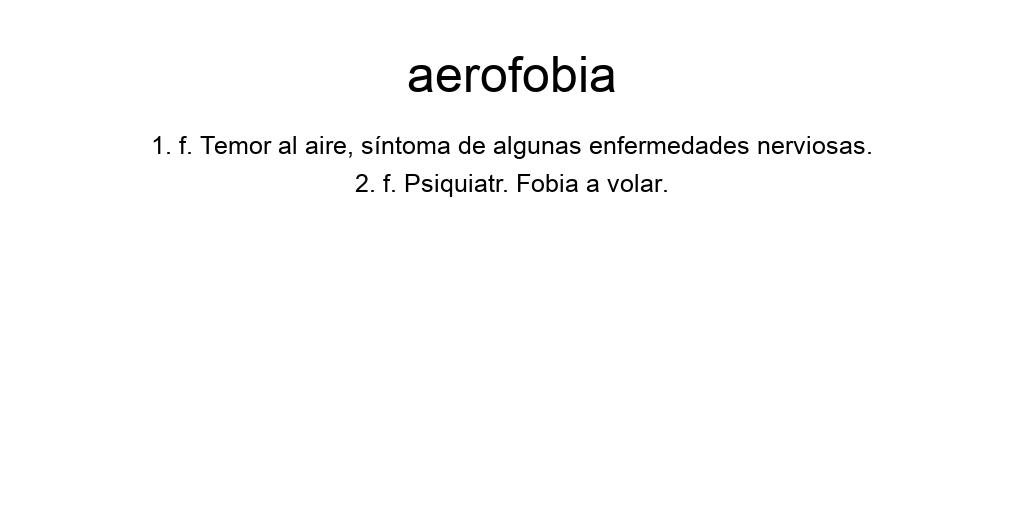 aerofobia
1. f. Temor al aire, síntoma de algunas enfermedades nerviosas.
2. f. Psiquiatr. Fobia a volar.